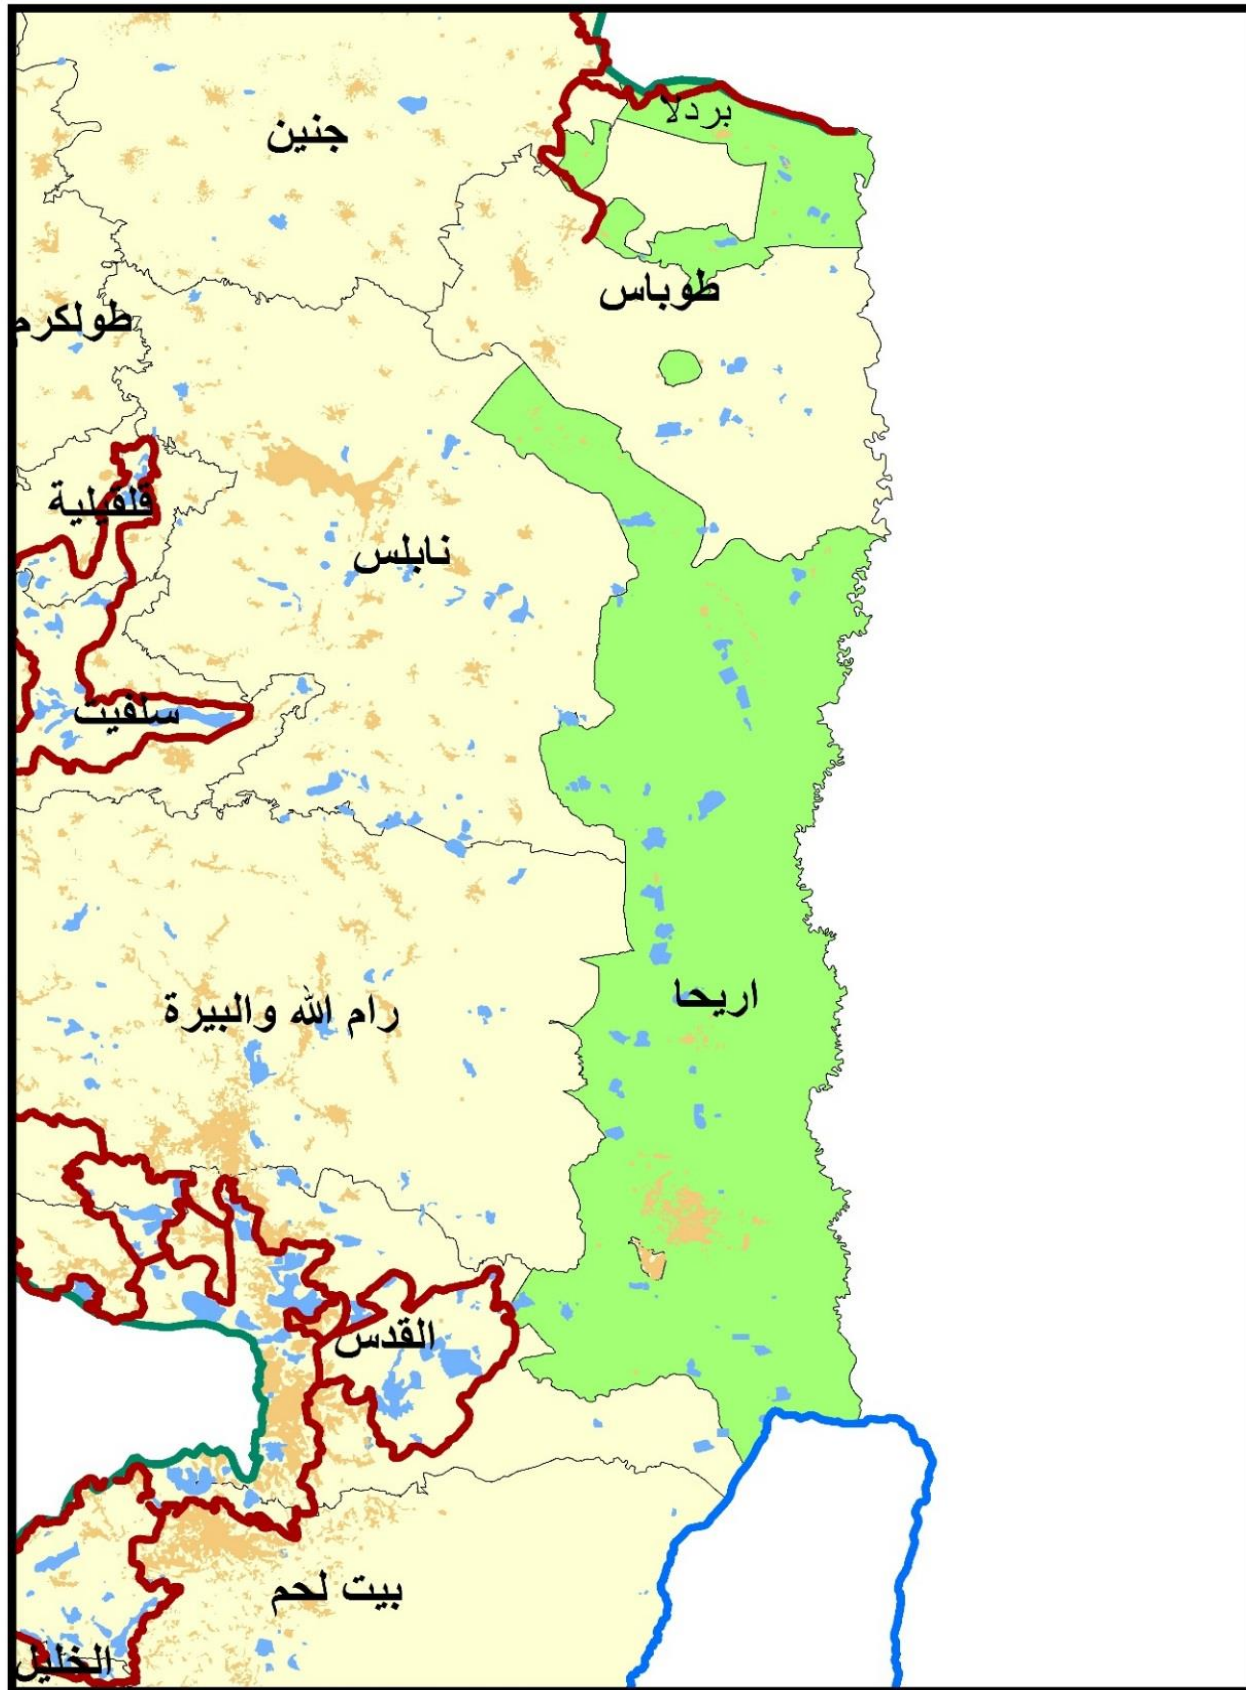 بردلا
جنين
طوباس
طولكرم
قلقيلية
نابلس
سلفيت
اريحا
رام الله والبيرة
القدس
بيت لحم
الخليل